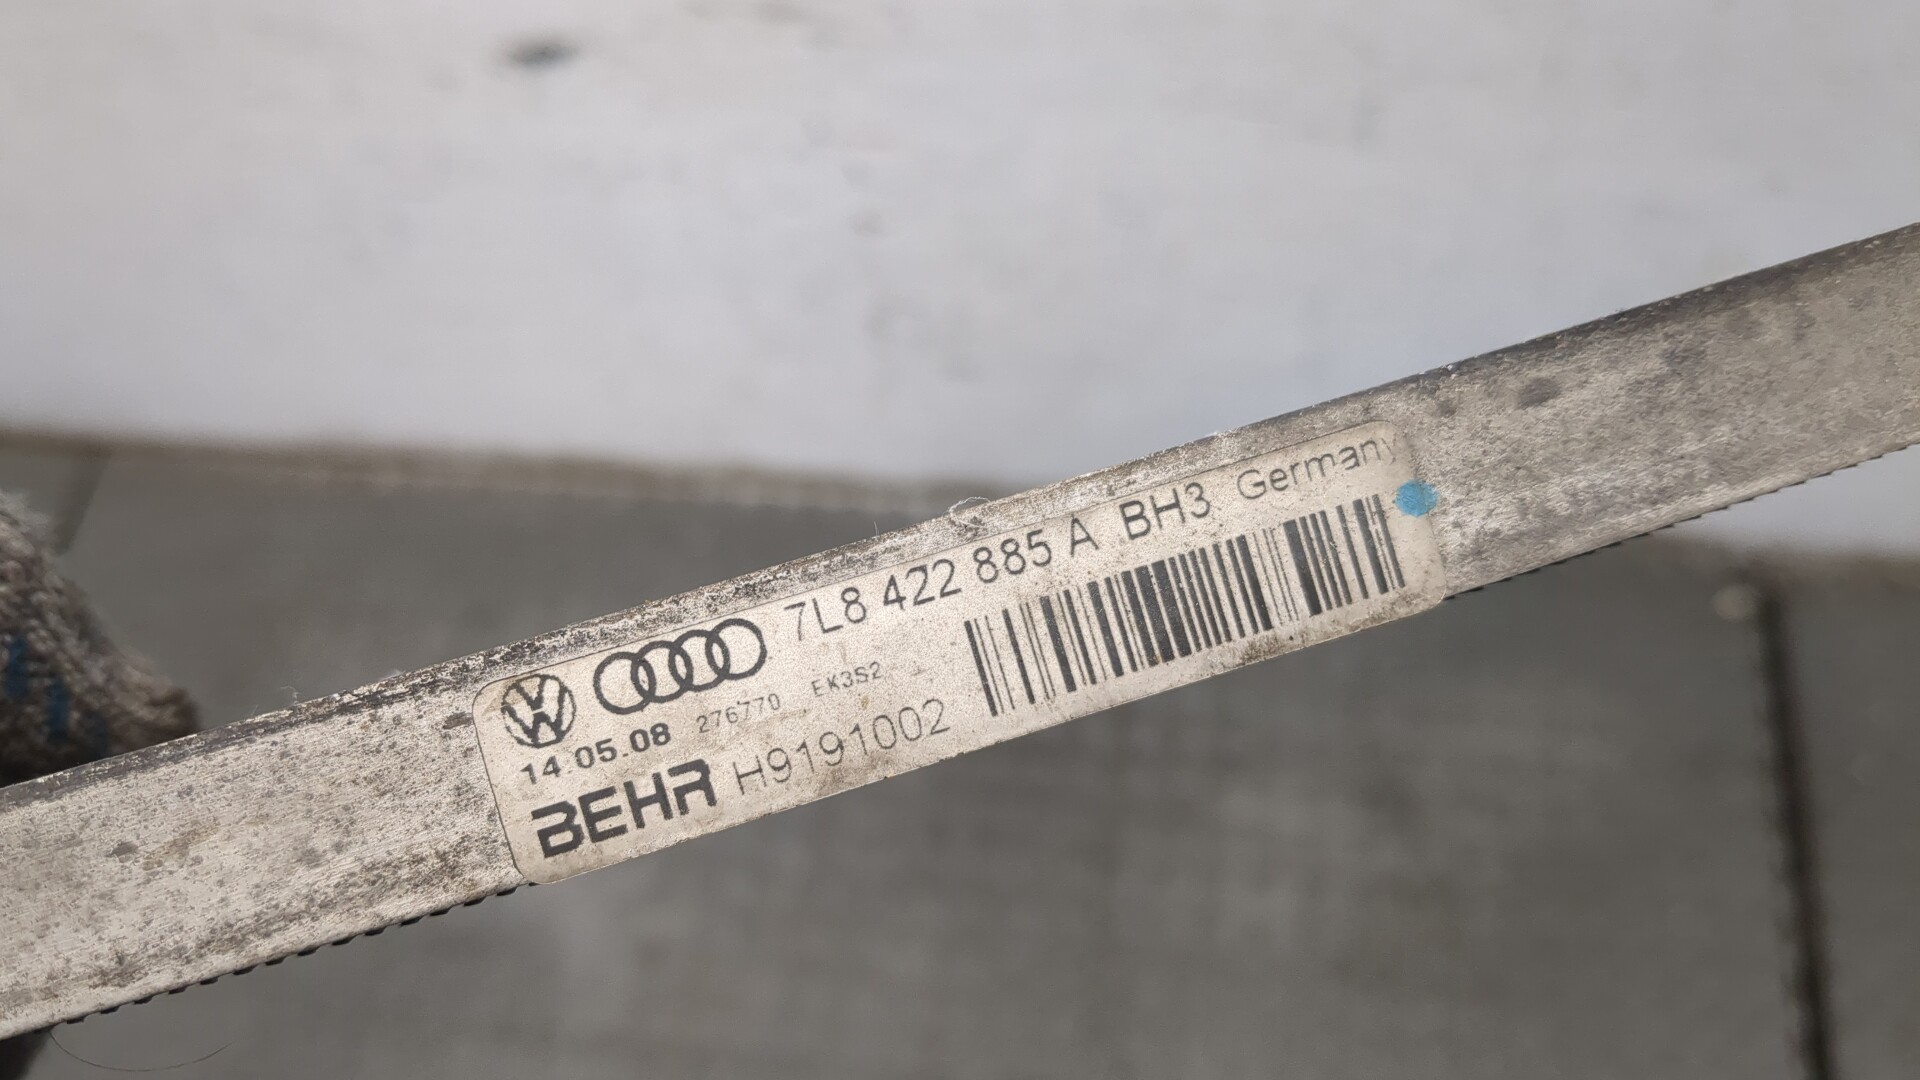 7L8 422 885 A BH3 Germany
14.05.08 276770 EK3S2
BEHR H9191002